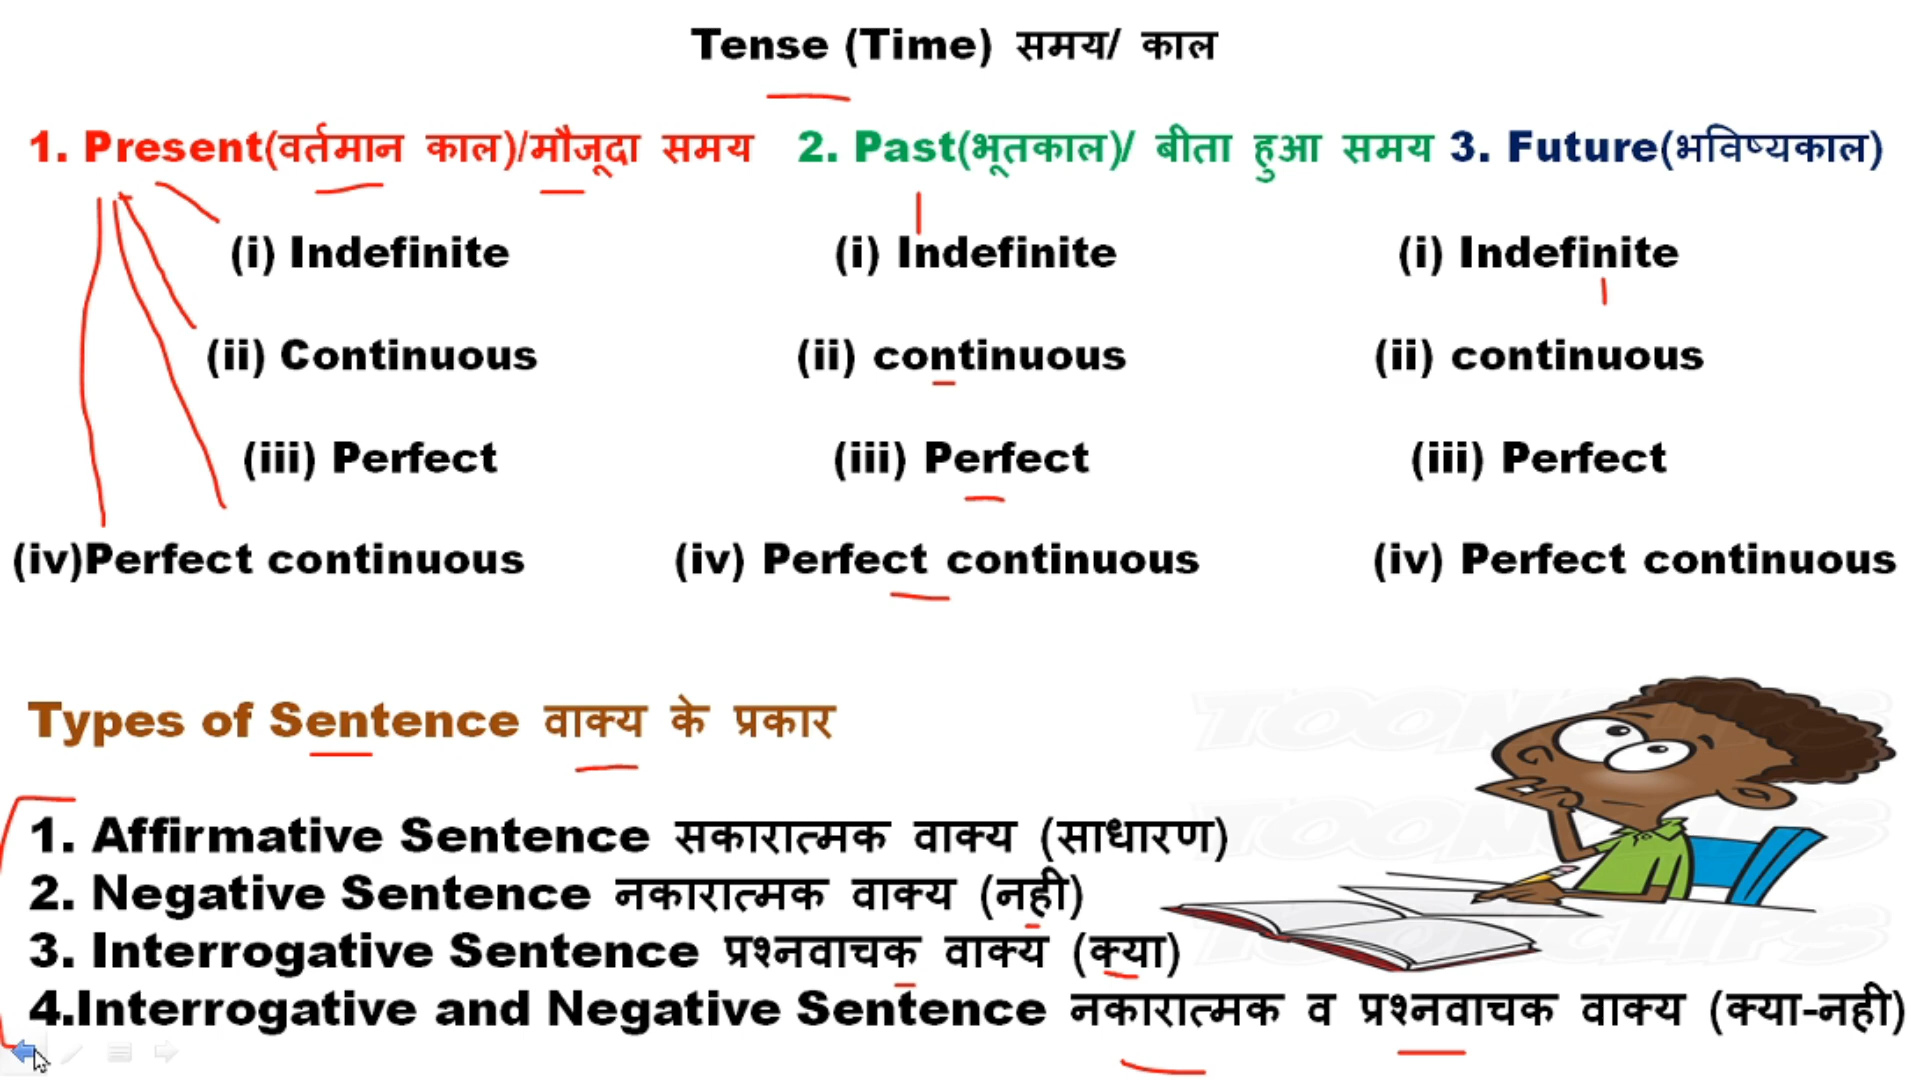 Tense (Time) समय/ काल
1. Present(वर्तमान काल)/मौजूदा समय 2. Past(भूतकाल)/ बीता हुआ समय 3. Future(भविष्यकाल)
(i) Indefinite (i) Indefinite (i) Indefinite
(ii) Continuous (ii) continuous (ii) continuous
(iii) Perfect (iii) Perfect (iii) Perfect
(iv)Perfect continuous (iv) Perfect continuous (iv) Perfect continuous
Types of Sentence वाक्य के प्रकार
1. Affirmative Sentence सकारात्मक वाक्य (साधारण)
2. Negative Sentence नकारात्मक वाक्य (नही)
3. Interrogative Sentence प्रश्नवाचक वाक्य (क्या)
4.Interrogative and Negative Sentence नकारात्मक व प्रश्नवाचक वाक्य (क्या-नही)